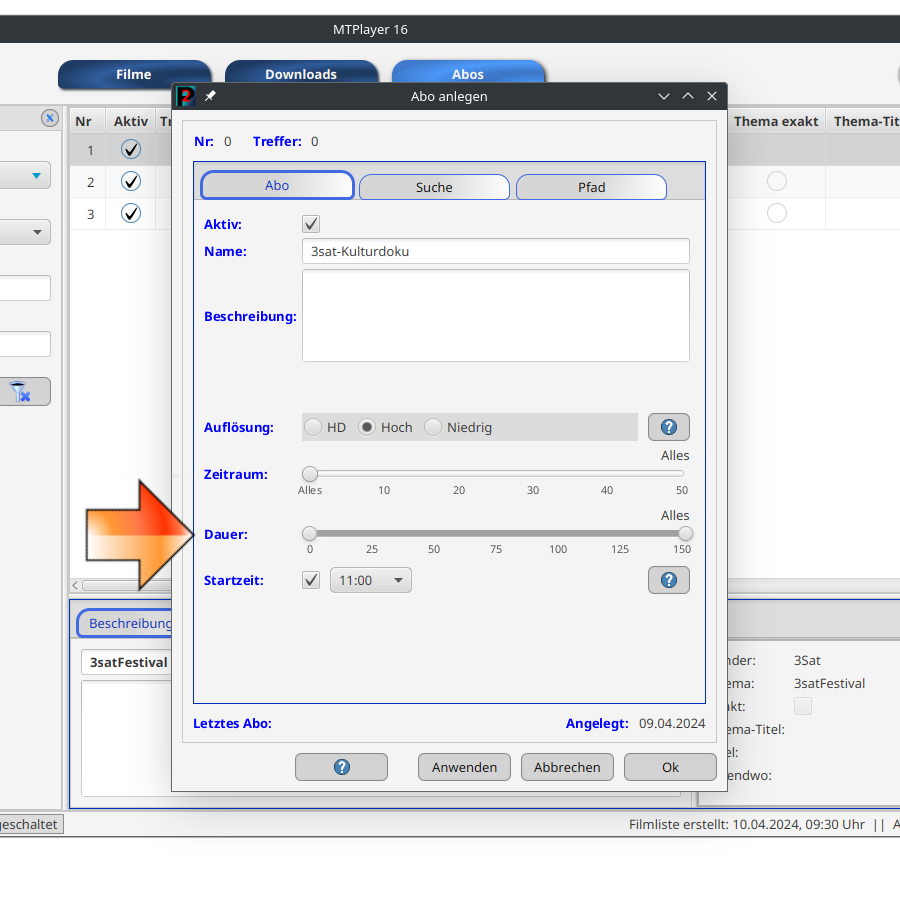 MTPlayer 16
Filme
Downloads
Abos
Abo anlegen
Nr
Aktiv
Thema exakt
Thema-Tit
1
2
3
Nr: 0 Treffer: 0
Abo
Suche
Pfad
Aktiv:
Name: 3sat-Kulturdoku
Beschreibung:
Auflösung: HD Hoch Niedrig
Alles
Zeitraum:
Alles 10 20 30 40 50
Alles
Dauer:
0 25 50 75 100 125 150
Startzeit: 11:00
Beschreibung
3satFestival
nder: 3Sat
ema: 3satFestival
akt:
ema-Titel:
el:
endwo:
Letztes Abo: Angelegt: 09.04.2024
Anwenden
Abbrechen
Ok
geschaltet
Filmliste erstellt: 10.04.2024, 09:30 Uhr || A